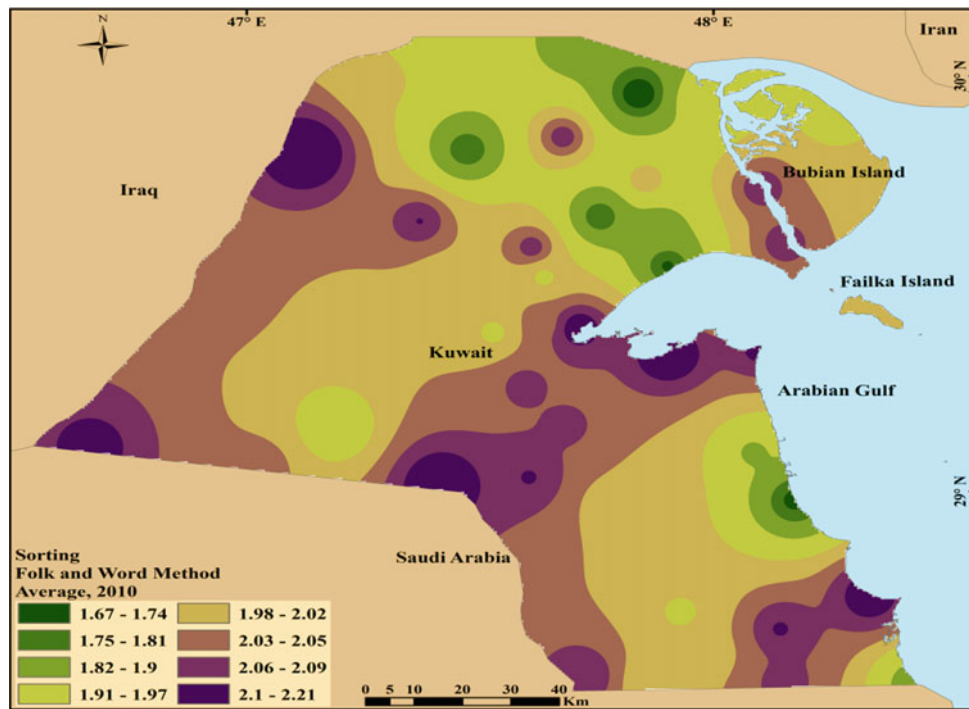 47° E
48° E
N
Iran
30° N
Iraq
Bubian Island
Failka Island
Kuwait
Arabian Gulf
29° N
Saudi Arabia
Sorting
Folk and Word Method
Average, 2010
1.67 - 1.74
1.98 - 2.02
1.75 - 1.81
2.03 - 2.05
1.82 - 1.9
2.06 - 2.09
1.91 - 1.97
2.1 - 2.21
0 5 10 20 30 40
Km